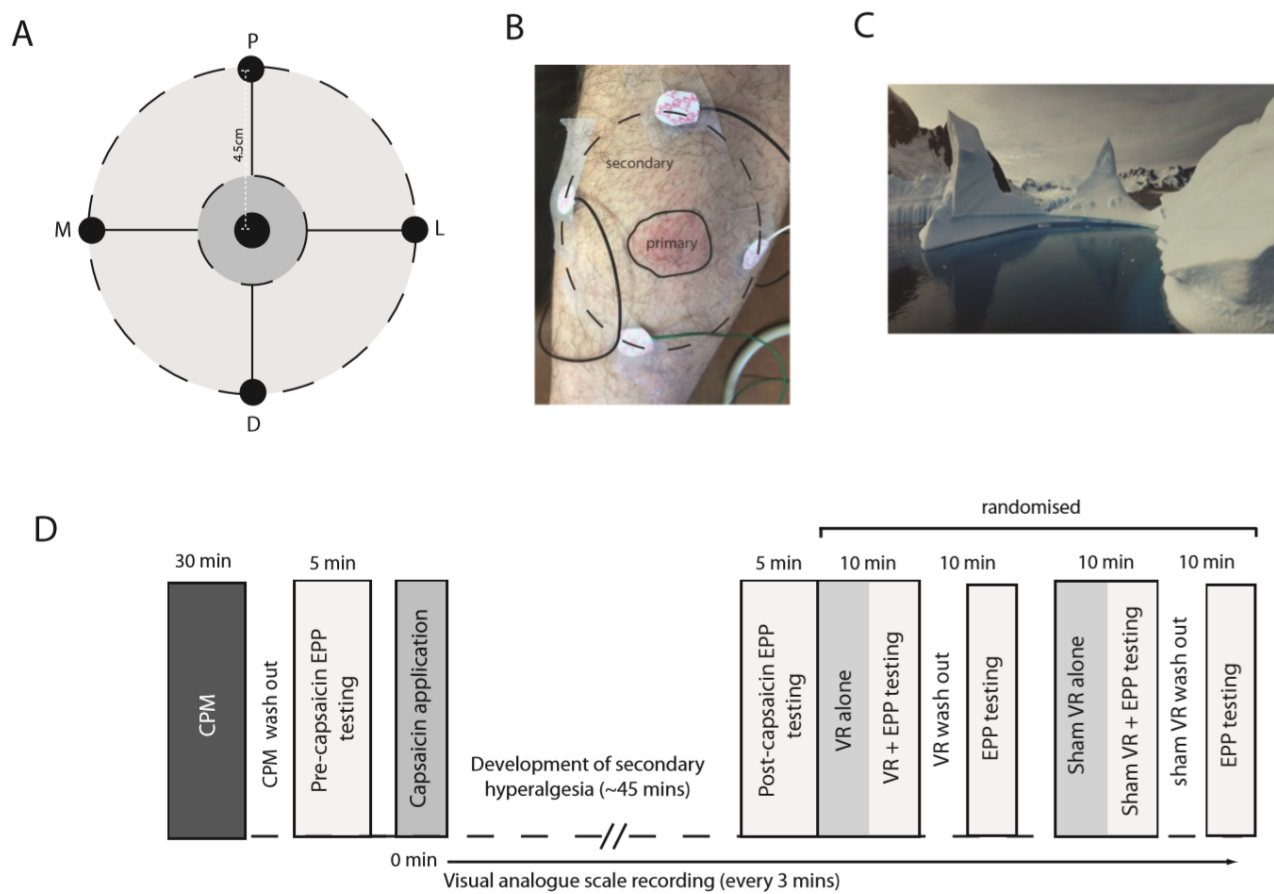 A
P
4.5cm
M
L
D
B
secondary
primary
C
D
randomised
30 min
5 min
5 min
10 min
10 min
10 min
10 min
CPM
CPM wash out
Pre-capsaicin EPP
testing
Capsaicin application
Development of secondary
hyperalgesia (~45 mins)
Post-capsaicin EPP
testing
VR alone
VR + EPP testing
VR wash out
EPP testing
Sham VR alone
Sham VR + EPP testing
sham VR wash out
EPP testing
0 min
Visual analogue scale recording (every 3 mins)